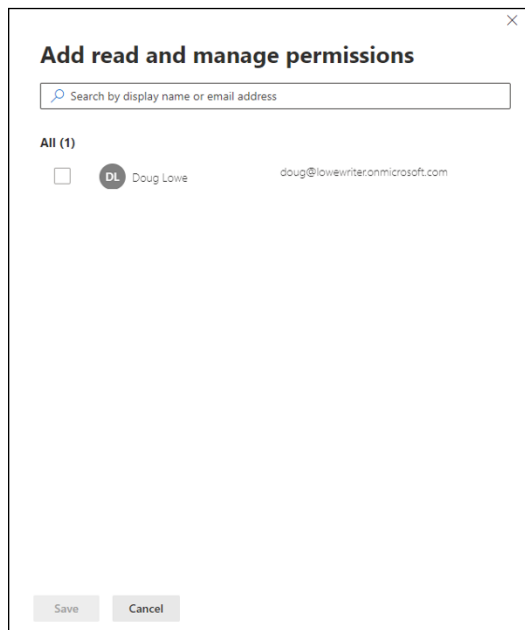 Add read and manage permissions
Search by display name or email address
All (1)
DL Doug Lowe doug@lowewriter.onmicrosoft.com
Save Cancel